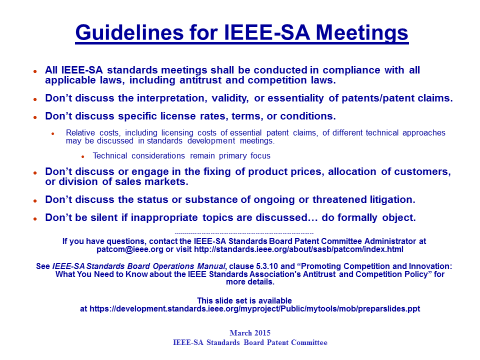 Guidelines for IEEE-SA Meetings
All IEEE-SA standards meetings shall be conducted in compliance with all
applicable laws, including antitrust and competition laws.
Don’t discuss the interpretation, validity, or essentiality of patents/patent claims.
Don’t discuss specific license rates, terms, or conditions.
Relative costs, including licensing costs of essential patent claims, of different technical approaches
may be discussed in standards development meetings.
Technical considerations remain primary focus
Don’t discuss or engage in the fixing of product prices, allocation of customers,
or division of sales markets.
Don’t discuss the status or substance of ongoing or threatened litigation.
Don’t be silent if inappropriate topics are discussed… do formally object.
---------------------------------------------------------------
If you have questions, contact the IEEE-SA Standards Board Patent Committee Administrator at
patcom@ieee.org or visit http://standards.ieee.org/about/sasb/patcom/index.html
See IEEE-SA Standards Board Operations Manual, clause 5.3.10 and “Promoting Competition and Innovation:
What You Need to Know about the IEEE Standards Association's Antitrust and Competition Policy” for
more details.
This slide set is available
at https://development.standards.ieee.org/myproject/Public/mytools/mob/preparslides.ppt
March 2015
IEEE-SA Standards Board Patent Committee